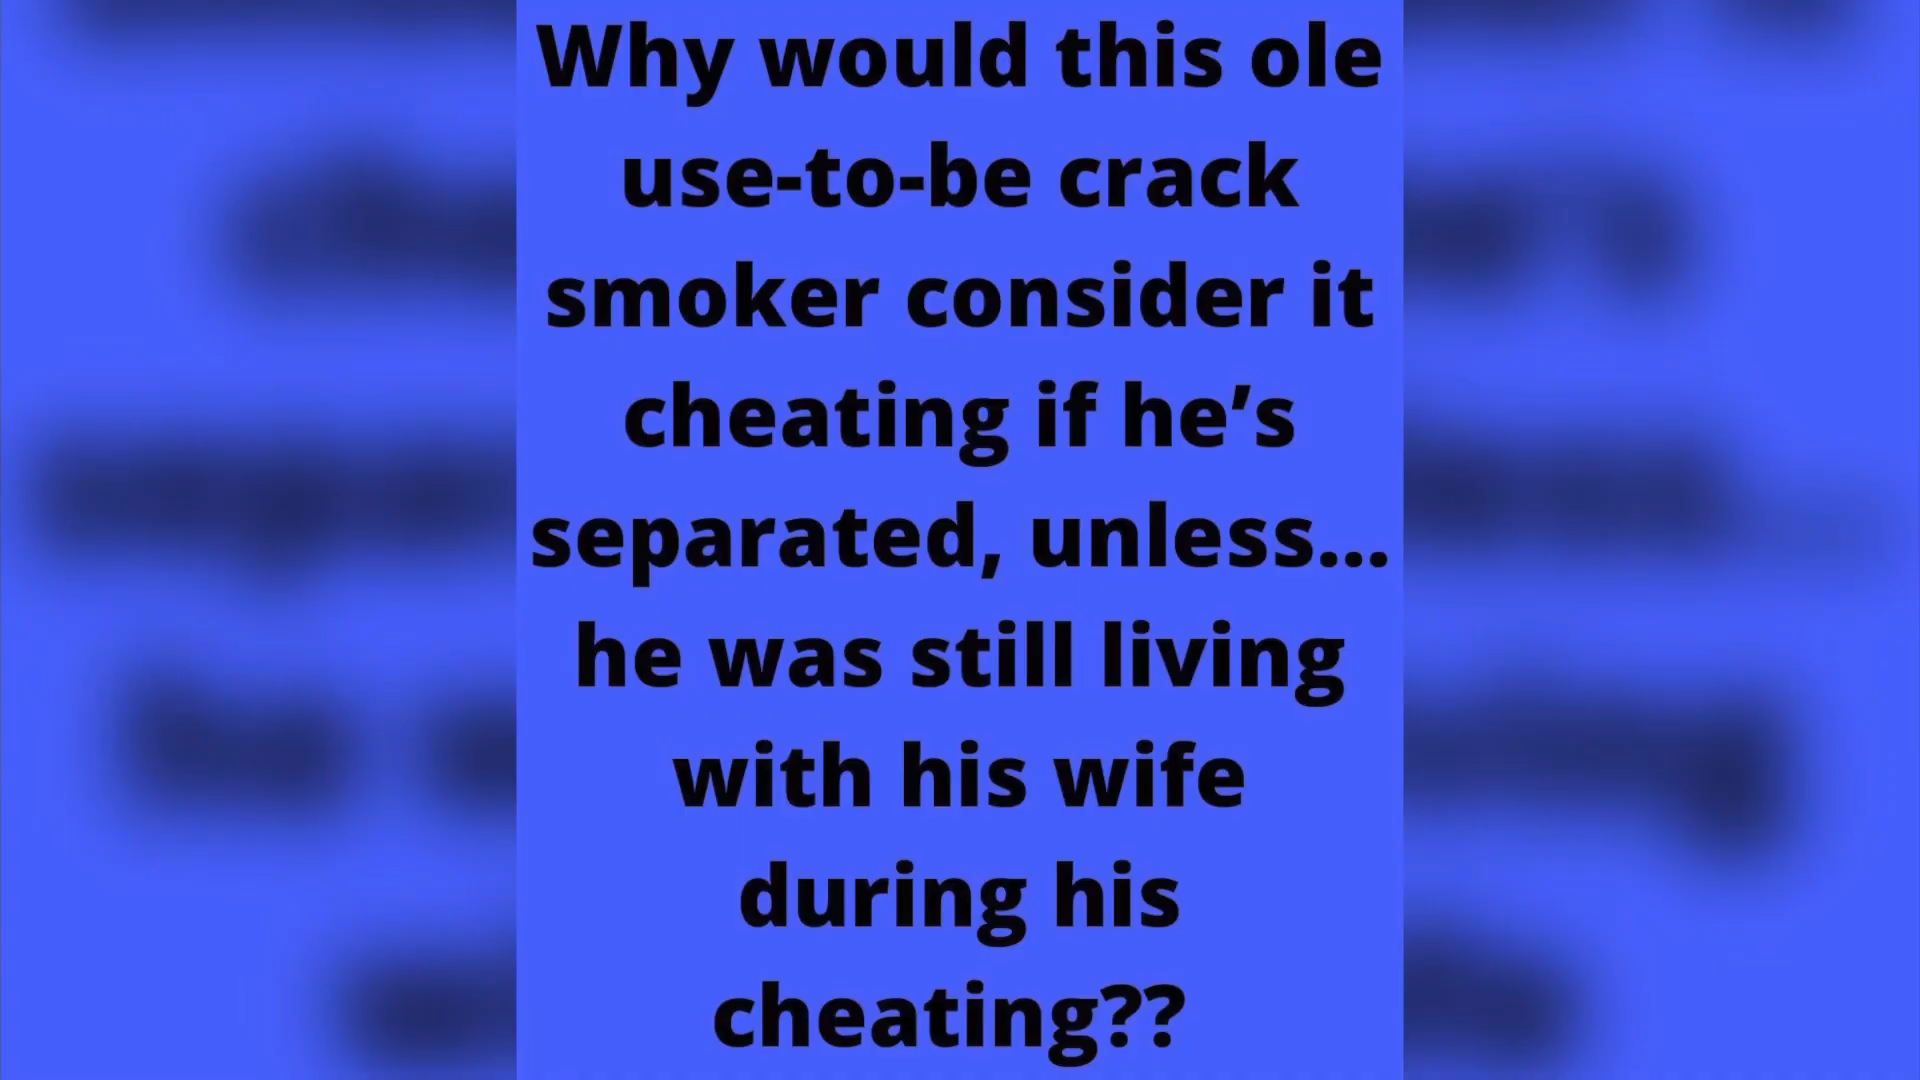 Why would this ole
use-to-be crack
smoker consider it
cheating if he’s
separated, unless...
he was still living
with his wife
during his
cheating??